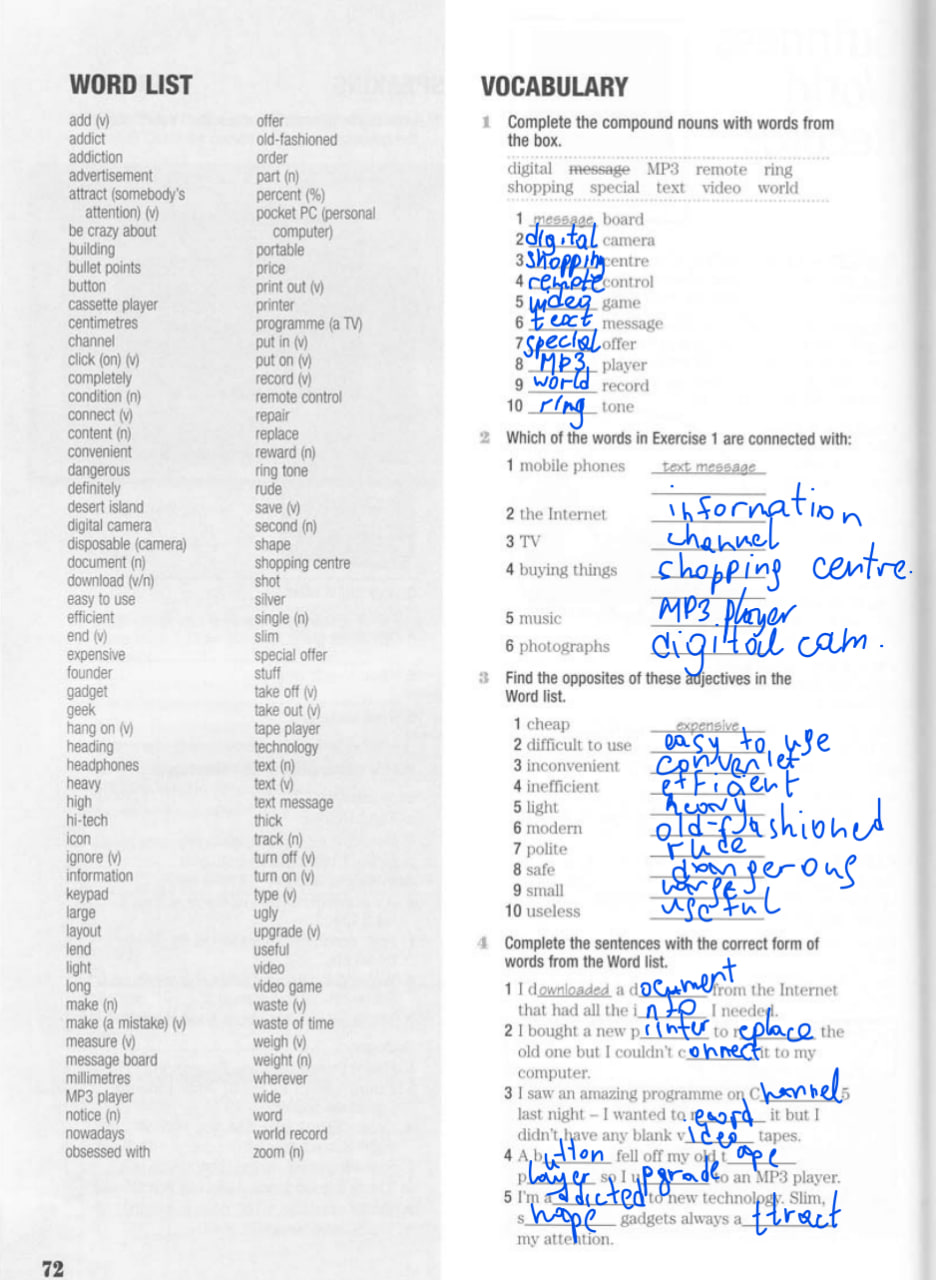 WORD LIST
add (v)
addict
addiction
advertisement
attract (somebody's
attention) (v)
be crazy about
building
bullet points
button
cassette player
centimetres
channel
click (on) (v)
completely
condition (n)
connect (v)
content (n)
convenient
dangerous
definitely
desert island
digital camera
disposable (camera)
document (n)
download (v/n)
easy to use
efficient
end (v)
expensive
founder
gadget
geek
hang on (v)
heading
headphones
heavy
high
hi-tech
icon
ignore (v)
information
keypad
large
layout
lend
light
long
make (n)
make (a mistake) (v)
measure (v)
message board
millimetres
MP3 player
notice (n)
nowadays
obsessed with
offer
old-fashioned
order
part (n)
percent (%)
pocket PC (personal
computer)
portable
price
print out (v)
printer
programme (a TV)
put in (v)
put on (v)
record (v)
remote control
repair
replace
reward (n)
ring tone
rude
save (v)
second (n)
shape
shopping centre
shot
silver
single (n)
slim
special offer
stuff
take off (v)
take out (v)
tape player
technology
text (n)
text (v)
text message
thick
track (n)
turn off (v)
turn on (v)
type (v)
ugly
upgrade (v)
useful
video
video game
waste (v)
waste of time
weigh (v)
weight (n)
wherever
wide
word
world record
zoom (n)
72
VOCABULARY
1 Complete the compound nouns with words from
the box.
digital message MP3 remote ring
shopping special text video world
1 message board
2 digital camera
3 shopping centre
4 remote control
5 video game
6 text message
7 special offer
8 MP3 player
9 world record
10 ring tone
2 Which of the words in Exercise 1 are connected with:
1 mobile phones text message
2 the Internet information
3 TV channel
4 buying things shopping centre.
5 music MP3 player
6 photographs digital cam.
3 Find the opposites of these adjectives in the
Word list.
1 cheap expensive
2 difficult to use easy to use
3 inconvenient
4 inefficient efficient
5 light heavy
6 modern old-fashioned
7 polite rude
8 safe dangerous
9 small
10 useless useful
4 Complete the sentences with the correct form of
words from the Word list.
1 I downloaded a document from the Internet
that had all the info I needed.
2 I bought a new printer to replace the
old one but I couldn't connect it to my
computer.
3 I saw an amazing programme on Channel 5
last night – I wanted to record it but I
didn't have any blank video tapes.
4 A button fell off my old tape
player so I upgrade to an MP3 player.
5 I'm addicted to new technology. Slim,
shape gadgets always attract
my attention.